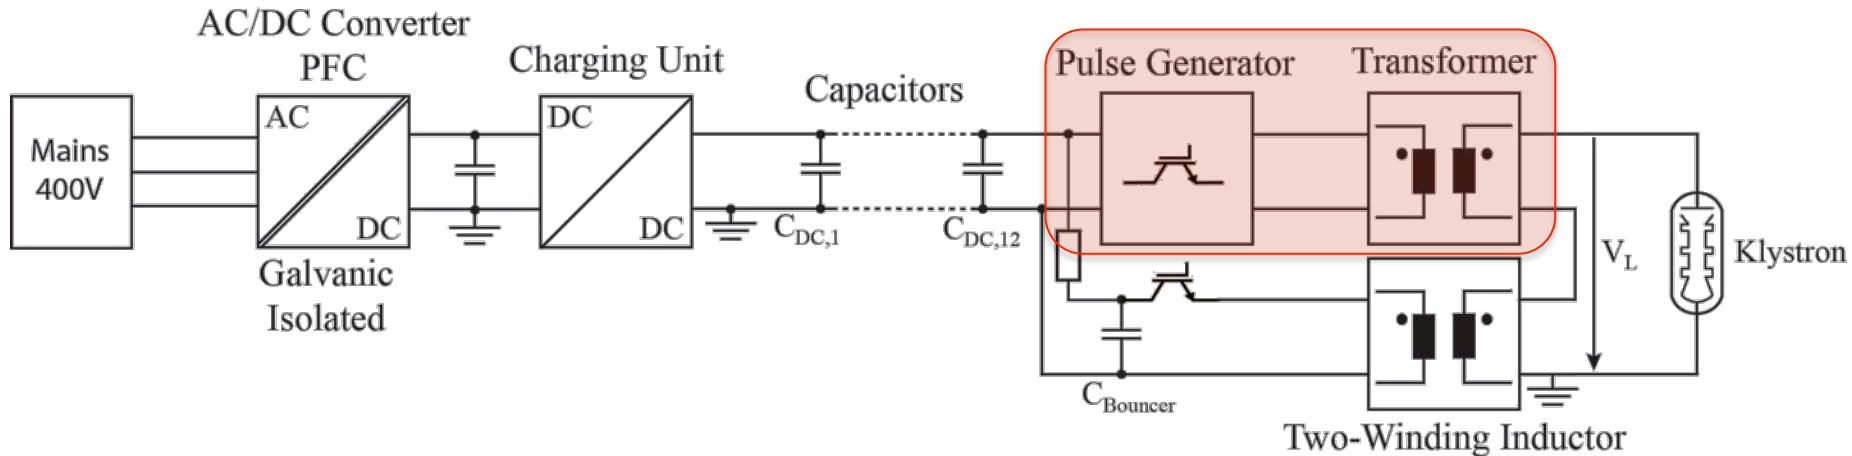 AC/DC Converter
PFC
Charging Unit
Capacitors
Pulse Generator
Transformer
Mains
400V
AC
DC
DC
DC
C_DC,1
C_DC,12
Galvanic
Isolated
V_L
Klystron
C_Bouncer
Two-Winding Inductor